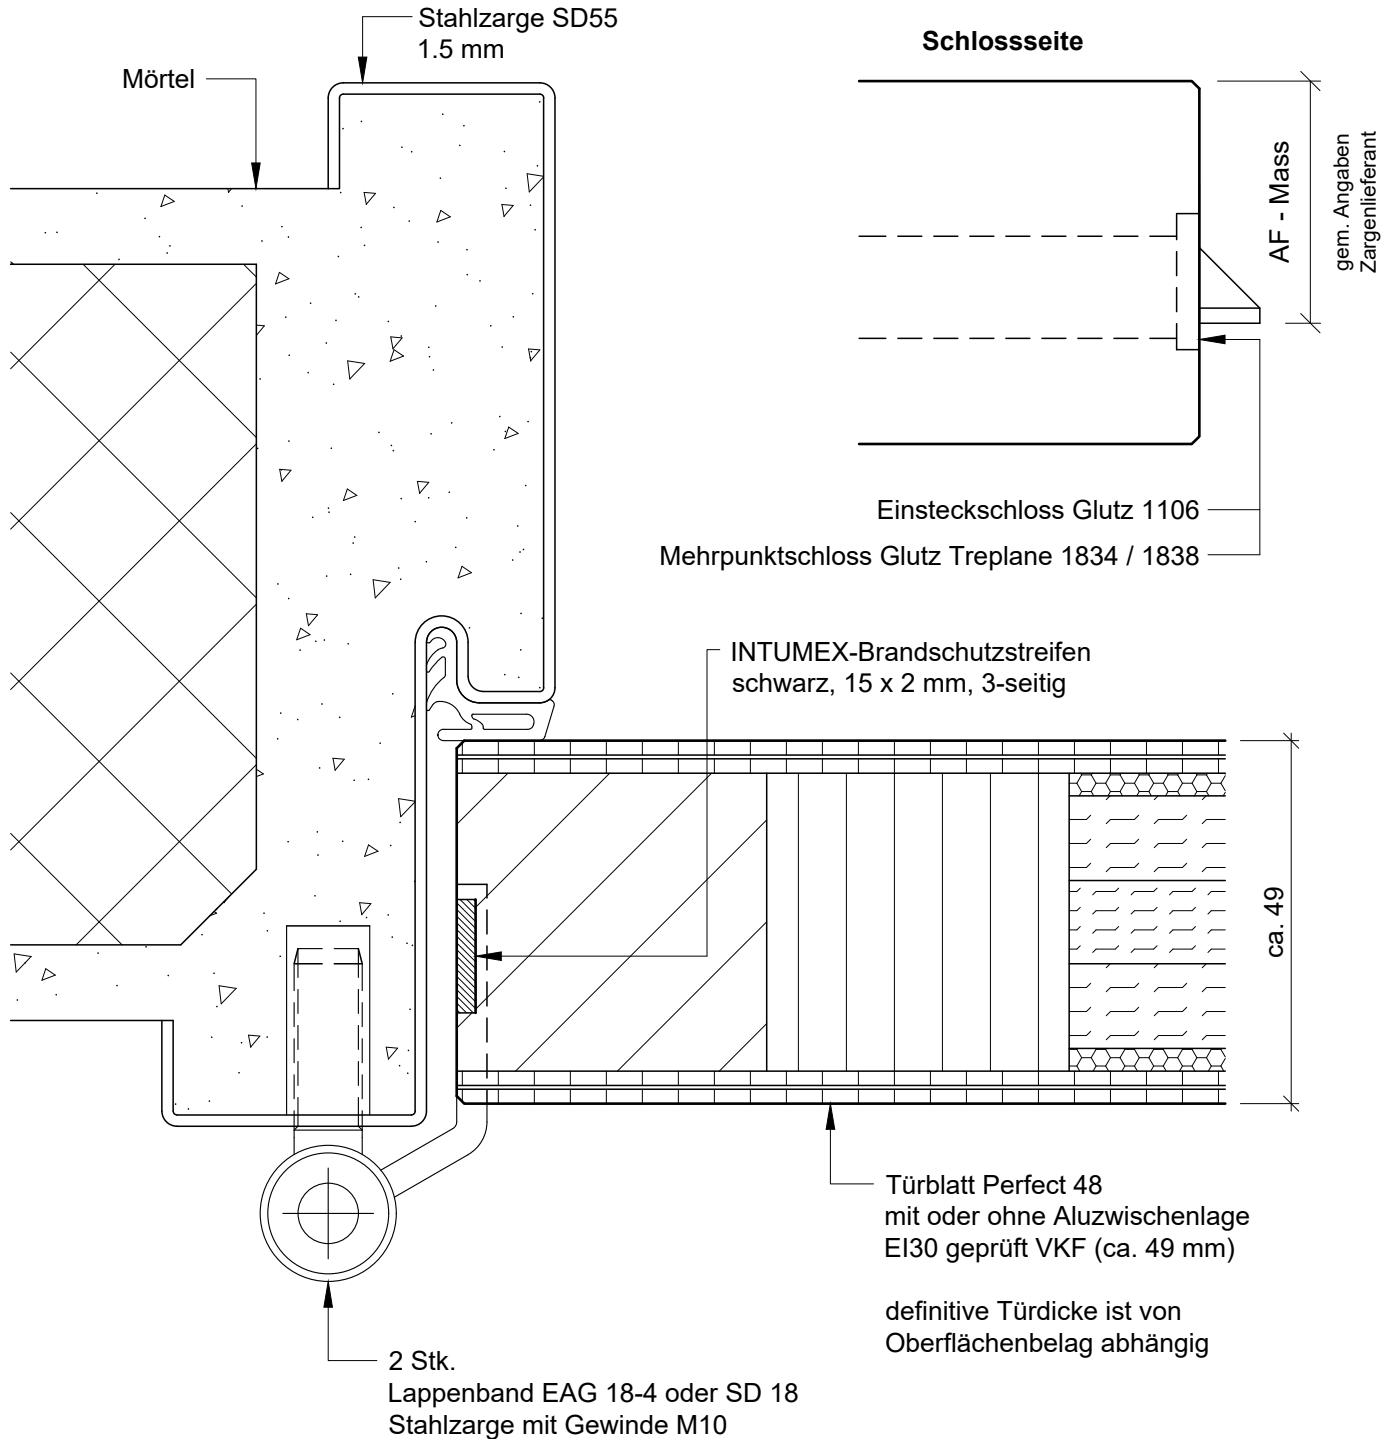 Stahlzarge SD55
1.5 mm
Mörtel
Schlossseite
AF - Mass
gem. Angaben
Zargenlieferant
Einsteckschloss Glutz 1106
Mehrpunktschloss Glutz Treplane 1834 / 1838
INTUMEX-Brandschutzstreifen
schwarz, 15 x 2 mm, 3-seitig
ca. 49
Türblatt Perfect 48
mit oder ohne Aluzwischenlage
EI30 geprüft VKF (ca. 49 mm)
definitive Türdicke ist von
Oberflächenbelag abhängig
2 Stk.
Lappenband EAG 18-4 oder SD 18
Stahlzarge mit Gewinde M10